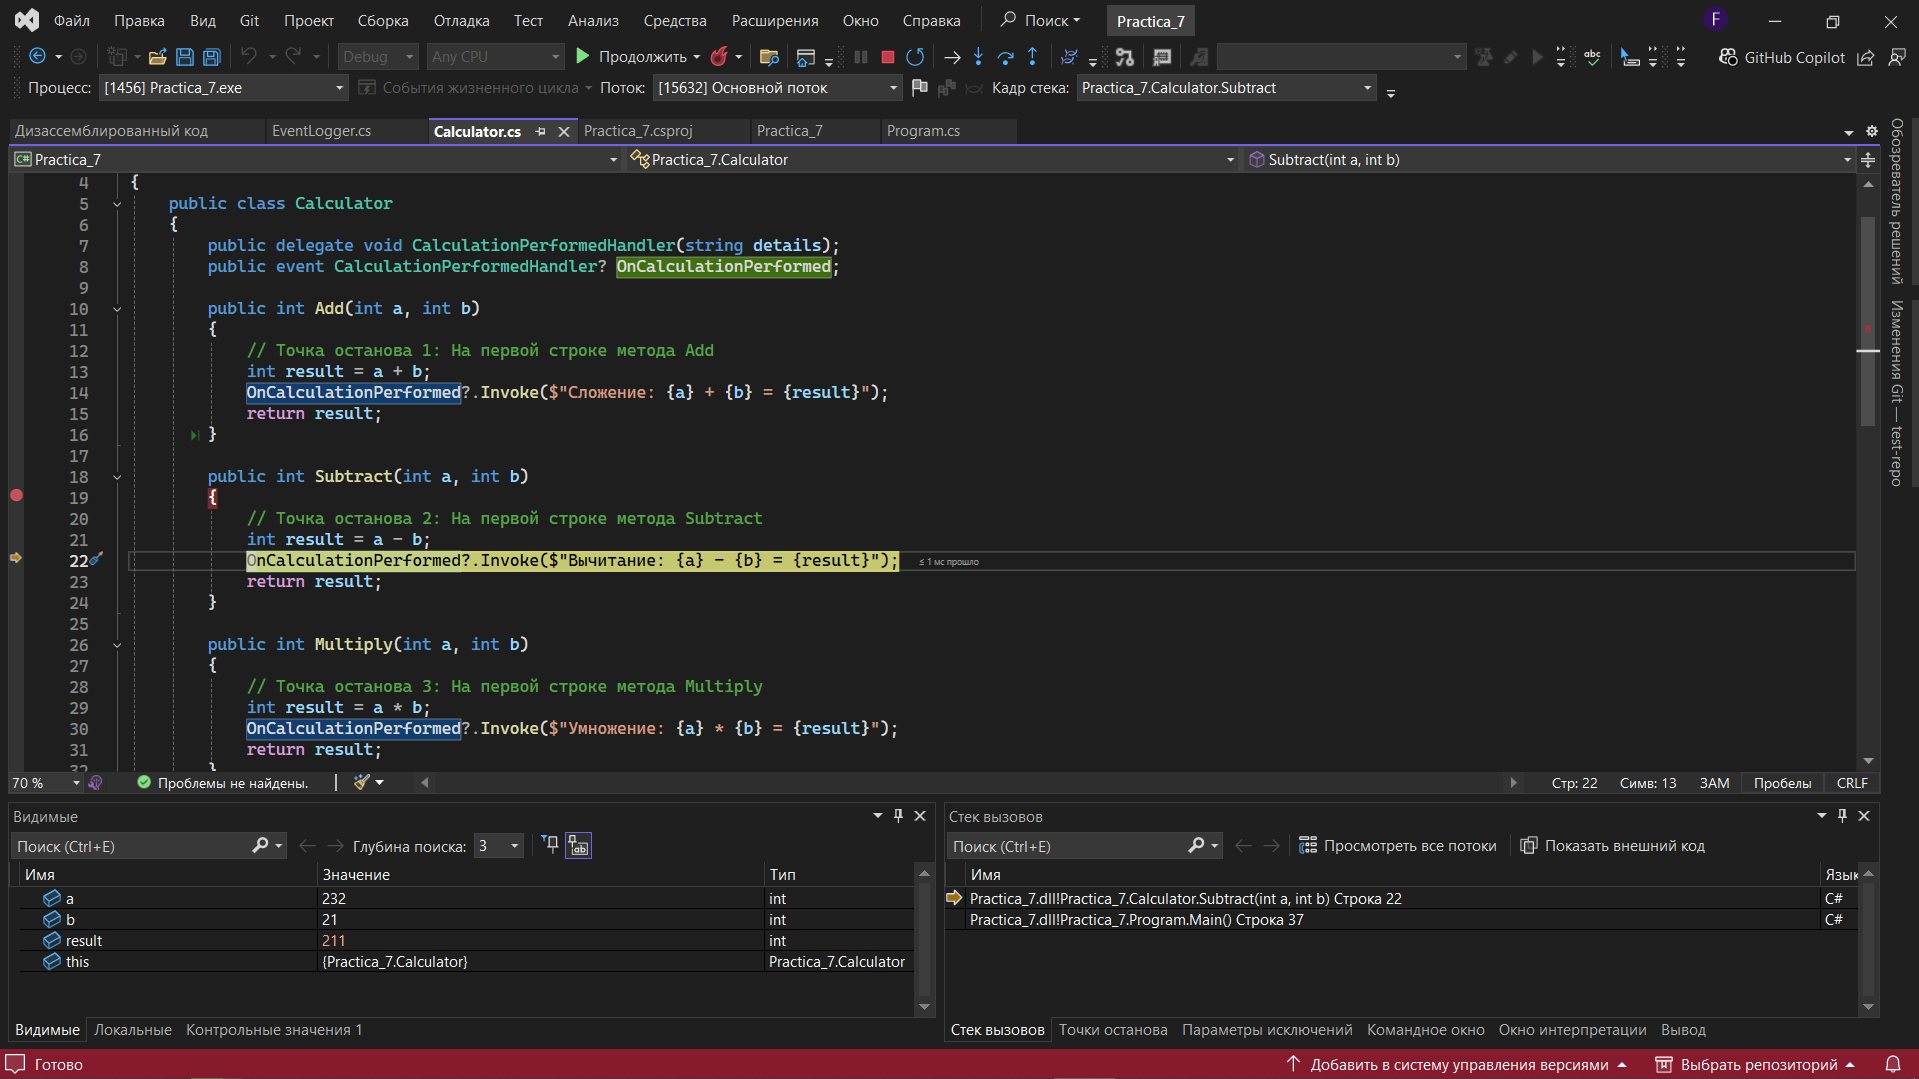 Файл Правка Вид Git Проект Сборка Отладка Тест Анализ Средства Расширения Окно Справка Поиск Practica_7 F
Debug Any CPU Продолжить abc GitHub Copilot
Процесс: [1456] Practica_7.exe События жизненного цикла Поток: [15632] Основной поток Кадр стека: Practica_7.Calculator.Subtract
Дизассемблированный код EventLogger.cs Calculator.cs Practica_7.csproj Practica_7 Program.cs
C# Practica_7 Practica_7.Calculator Subtract(int a, int b)
4 {
5 public class Calculator
6 {
7 public delegate void CalculationPerformedHandler(string details);
8 public event CalculationPerformedHandler? OnCalculationPerformed;
9
10 public int Add(int a, int b)
11 {
12 // Точка останова 1: На первой строке метода Add
13 int result = a + b;
14 OnCalculationPerformed?.Invoke($"Сложение: {a} + {b} = {result}");
15 return result;
16 }
17
18 public int Subtract(int a, int b)
19 {
20 // Точка останова 2: На первой строке метода Subtract
21 int result = a - b;
22 OnCalculationPerformed?.Invoke($"Вычитание: {a} - {b} = {result}"); ≤ 1 мс прошло
23 return result;
24 }
25
26 public int Multiply(int a, int b)
27 {
28 // Точка останова 3: На первой строке метода Multiply
29 int result = a * b;
30 OnCalculationPerformed?.Invoke($"Умножение: {a} * {b} = {result}");
31 return result;
32 }
Обозреватель решений
Изменения Git — test-repo
70 % Проблемы не найдены. Стр: 22 Симв: 13 ЗАМ Пробелы CRLF
Видимые
Поиск (Ctrl+E) Глубина поиска: 3
Имя Значение Тип
a 232 int
b 21 int
result 211 int
this {Practica_7.Calculator} Practica_7.Calculator
Видимые Локальные Контрольные значения 1
Стек вызовов
Поиск (Ctrl+E) Просмотреть все потоки Показать внешний код
Имя Язык
Practica_7.dll!Practica_7.Calculator.Subtract(int a, int b) Строка 22 C#
Practica_7.dll!Practica_7.Program.Main() Строка 37 C#
Стек вызовов Точки останова Параметры исключений Командное окно Окно интерпретации Вывод
Готово Добавить в систему управления версиями Выбрать репозиторий